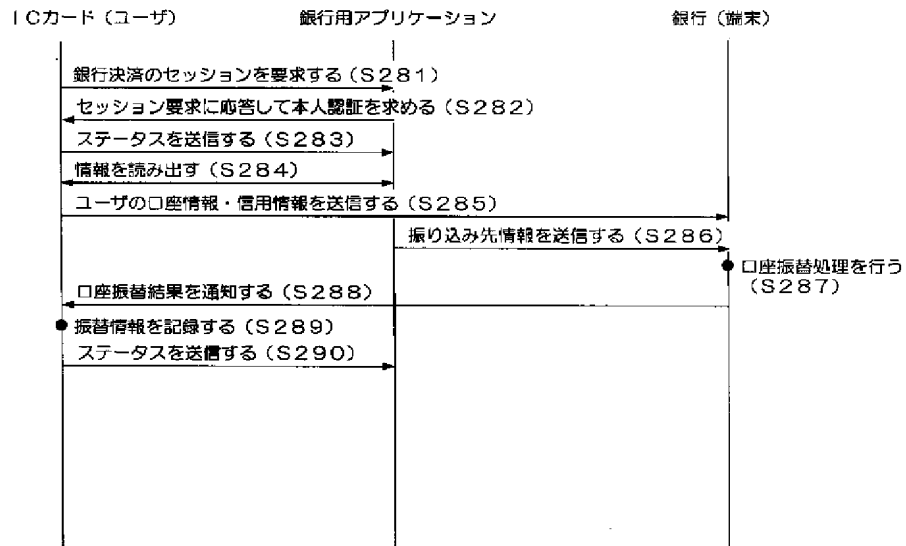 ICカード（ユーザ） 銀行用アプリケーション 銀行（端末）
銀行決済のセッションを要求する（S281）
セッション要求に応答して本人認証を求める（S282）
ステータスを送信する（S283）
情報を読み出す（S284）
ユーザの口座情報・信用情報を送信する（S285）
振り込み先情報を送信する（S286）
口座振替処理を行う
（S287）
口座振替結果を通知する（S288）
振替情報を記録する（S289）
ステータスを送信する（S290）